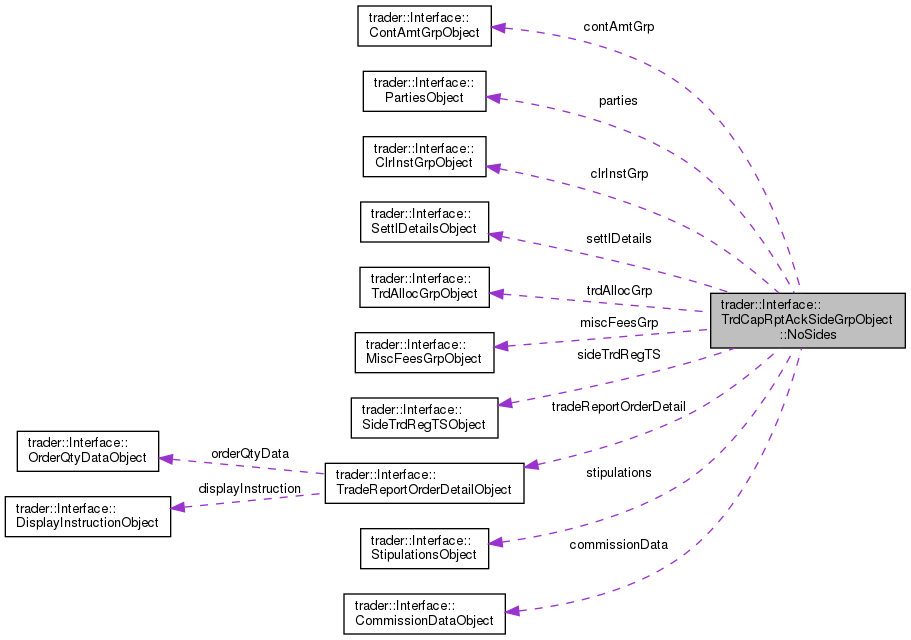 trader::Interface::
ContAmtGrpObject
contAmtGrp
trader::Interface::
PartiesObject
parties
trader::Interface::
ClrInstGrpObject
clrInstGrp
trader::Interface::
SettlDetailsObject
settlDetails
trader::Interface::
TrdAllocGrpObject
trdAllocGrp
trader::Interface::
TrdCapRptAckSideGrpObject
::NoSides
trader::Interface::
MiscFeesGrpObject
miscFeesGrp
sideTrdRegTS
trader::Interface::
SideTrdRegTSObject
tradeReportOrderDetail
trader::Interface::
OrderQtyDataObject
orderQtyData
trader::Interface::
TradeReportOrderDetailObject
displayInstruction
trader::Interface::
DisplayInstructionObject
stipulations
trader::Interface::
StipulationsObject
commissionData
trader::Interface::
CommissionDataObject